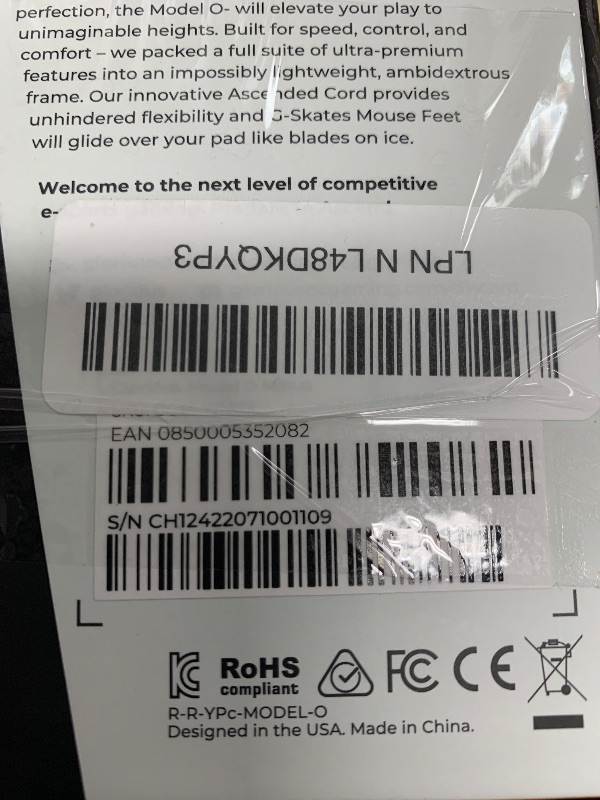 perfection, the Model O- will elevate your play to
unimaginable heights. Built for speed, control, and
comfort – we packed a full suite of ultra-premium
features into an impossibly lightweight, ambidextrous
frame. Our innovative Ascended Cord provides
unhindered flexibility and G-Skates Mouse Feet
will glide over your pad like blades on ice.
Welcome to the next level of competitive
e-
LPN N L48DKQYP3
EAN 0850005352082
S/N CH12422071001109
RoHS
compliant
FC CE
R-R-YPc-MODEL-O
Designed in the USA. Made in China.